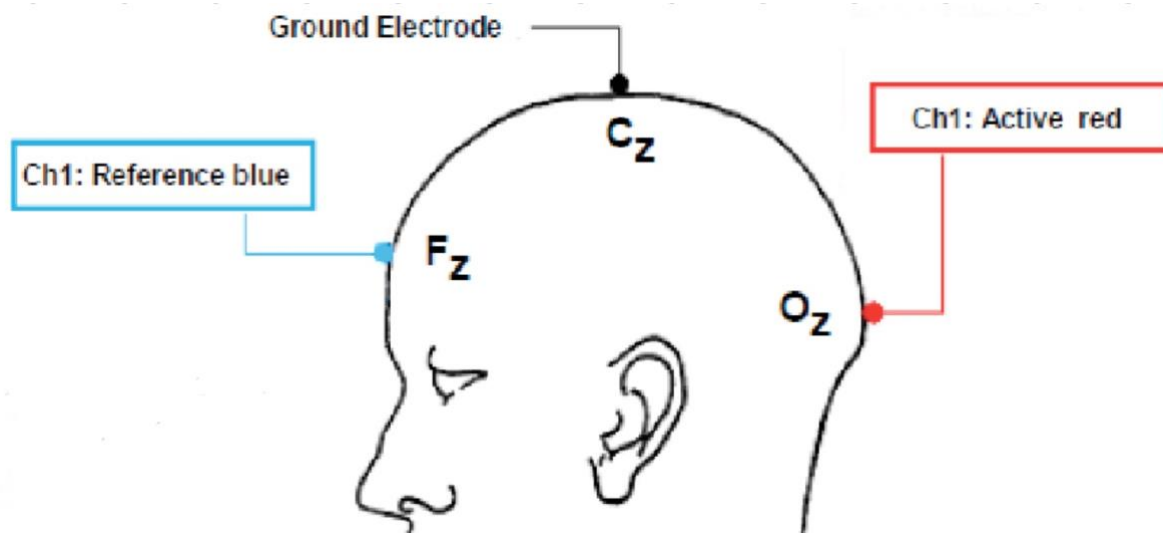 Ground Electrode
Cz
Ch1: Active red
Ch1: Reference blue
Fz
Oz